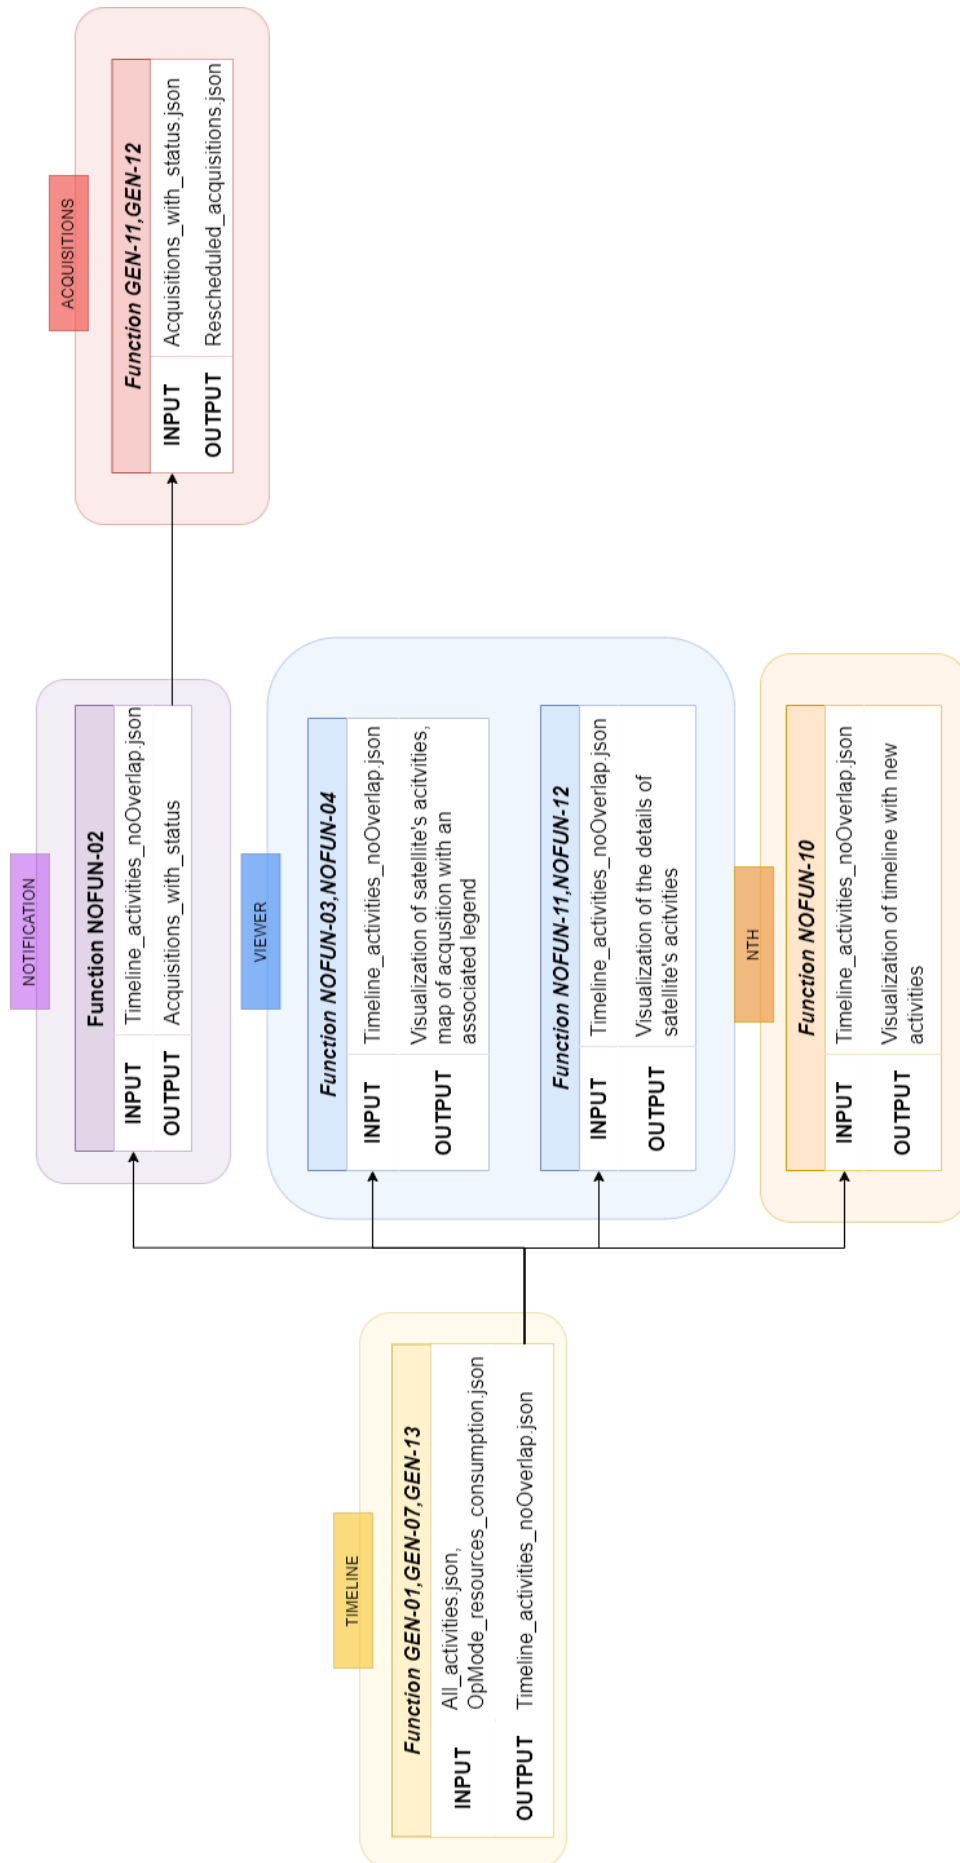 TIMELINE
Function GEN-01,GEN-07,GEN-13
INPUT
All_activities.json,
OpMode_resources_consumption.json
OUTPUT
Timeline_activities_noOverlap.json
NOTIFICATION
Function NOFUN-02
INPUT
Timeline_activities_noOverlap.json
OUTPUT
Acquisitions_with_status
VIEWER
Function NOFUN-03,NOFUN-04
INPUT
Timeline_activities_noOverlap.json
OUTPUT
Visualization of satellite's acitvities,
map of acqusition with an
associated legend
Function NOFUN-11,NOFUN-12
INPUT
Timeline_activities_noOverlap.json
OUTPUT
Visualization of the details of
satellite's acitvities
NTH
Function NOFUN-10
INPUT
Timeline_activities_noOverlap.json
OUTPUT
Visualization of timeline with new
activities
ACQUISITIONS
Function GEN-11,GEN-12
INPUT
Acquisitions_with_status.json
OUTPUT
Rescheduled_acquisitions.json